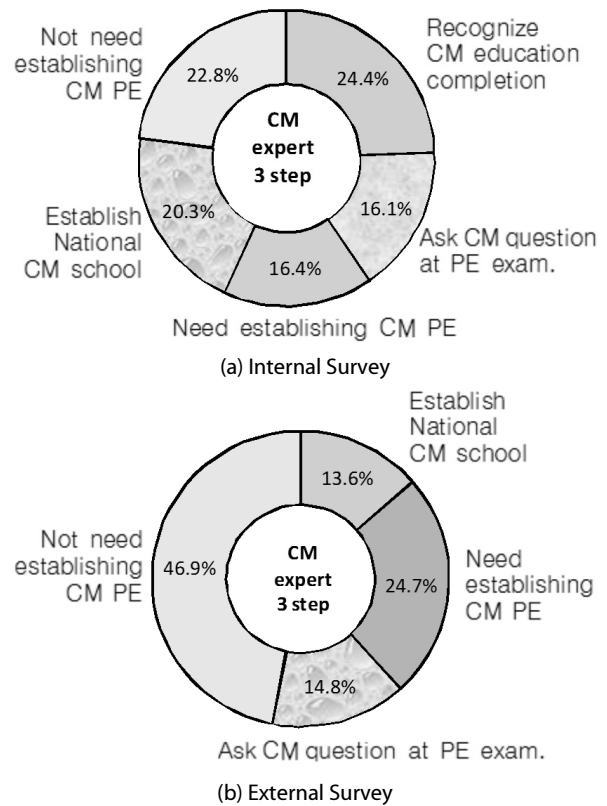 Not need
establishing
CM PE
22.8%
Recognize
CM education
completion
24.4%
CM
expert
3 step
Establish
National
CM school
20.3%
16.1%
Ask CM question
at PE exam.
16.4%
Need establishing CM PE
(a) Internal Survey
Establish
National
CM school
13.6%
Not need
establishing
CM PE
46.9%
CM
expert
3 step
24.7%
Need
establishing
CM PE
14.8%
Ask CM question at PE exam.
(b) External Survey